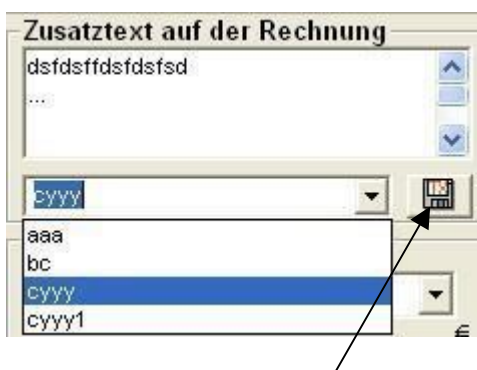 Zusatztext auf der Rechnung
dsfdsffdsfdsfsd
...
cyyy
aaa
bc
cyyy
cyyy1
€